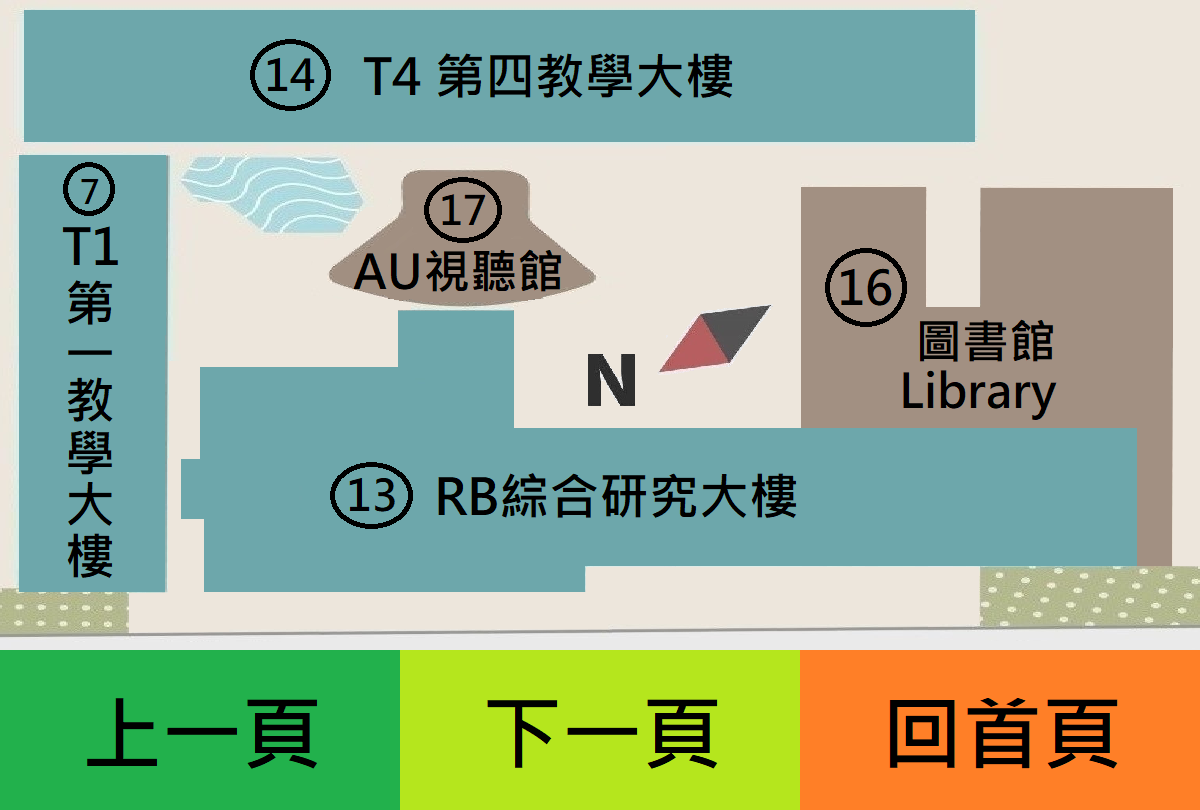 14 T4 第四教學大樓
7
T1
第
一
教
學
大
樓
17
AU視聽館
N
16
圖書館
Library
13 RB綜合研究大樓
上一頁
下一頁
回首頁